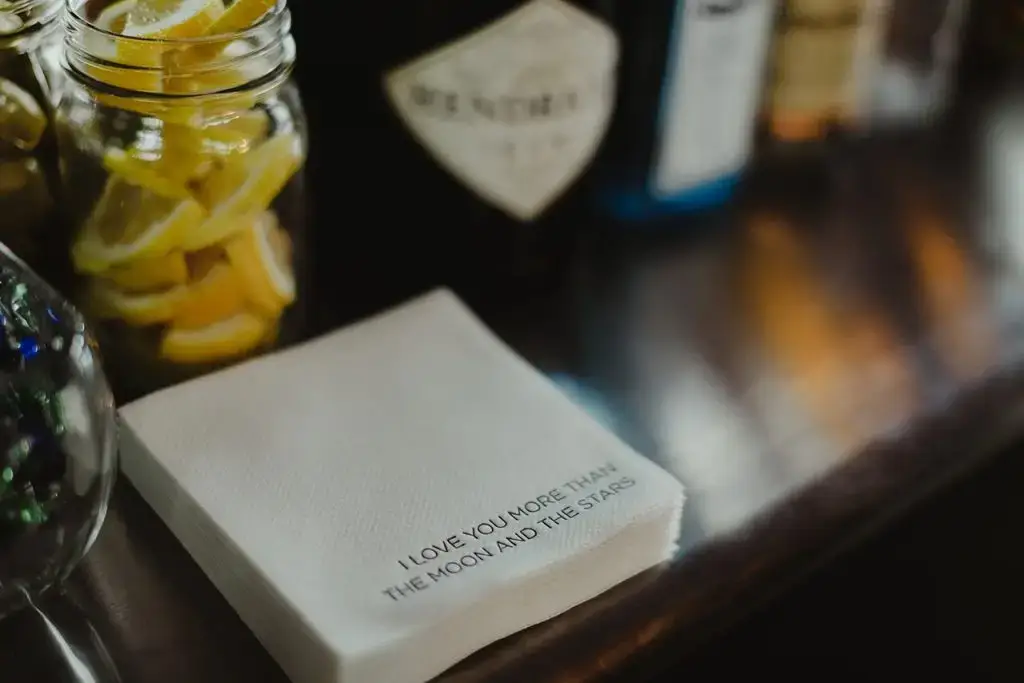 I LOVE YOU MORE THAN
THE MOON AND THE STARS